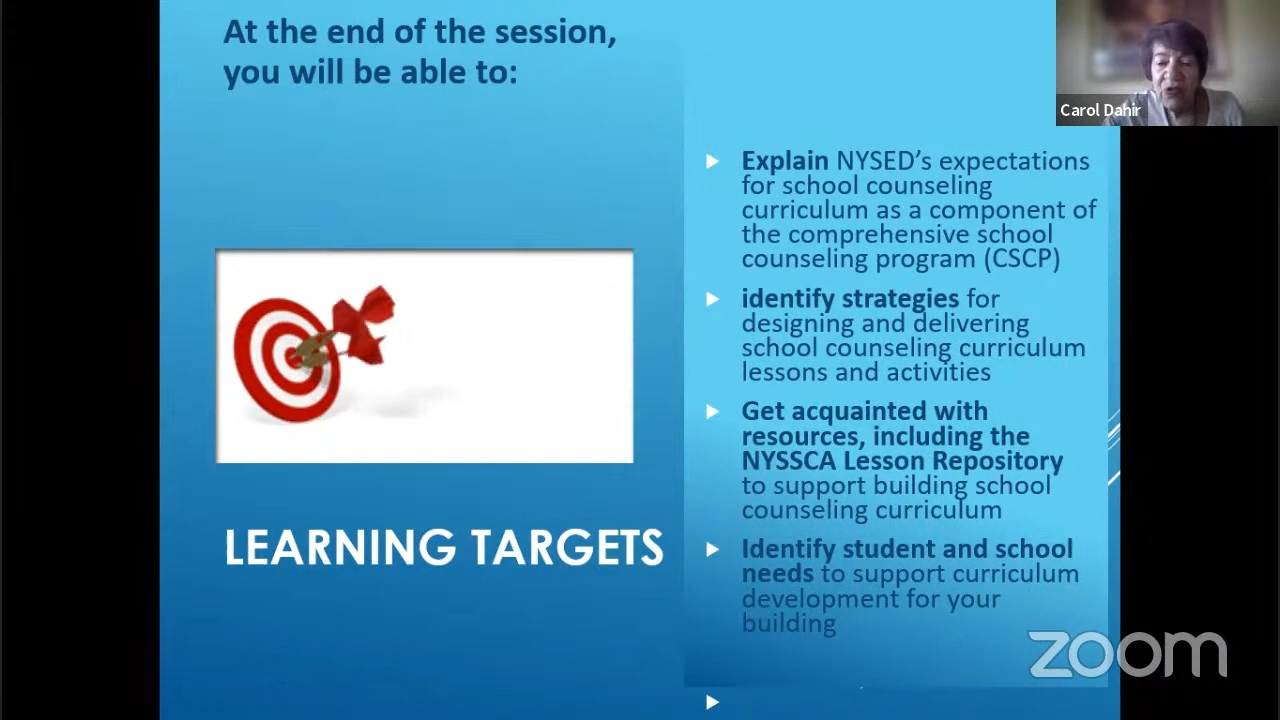 At the end of the session,
you will be able to:
Carol Dahir
Explain NYSED’s expectations
for school counseling
curriculum as a component of
the comprehensive school
counseling program (CSCP)
identify strategies for
designing and delivering
school counseling curriculum
lessons and activities
Get acquainted with
resources, including the
NYSSCA Lesson Repository
to support building school
counseling curriculum
Identify student and school
needs to support curriculum
development for your
building
LEARNING TARGETS
zoom